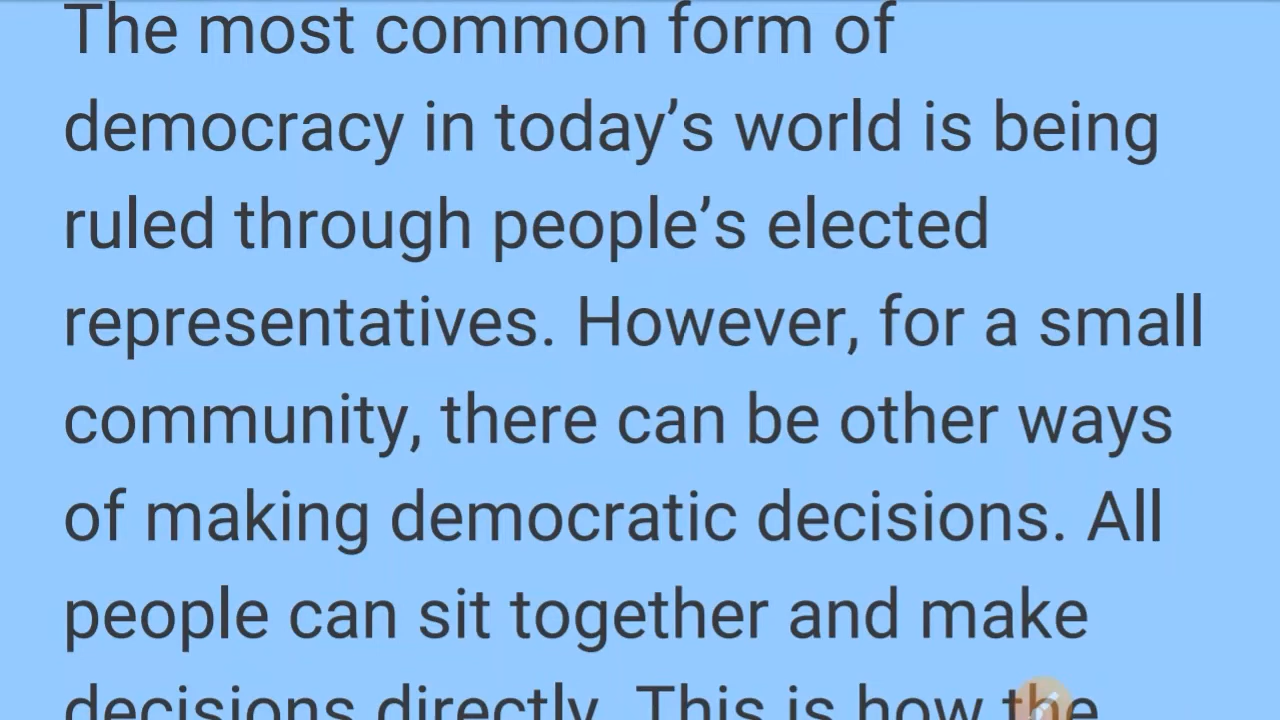 The most common form of
democracy in today’s world is being
ruled through people’s elected
representatives. However, for a small
community, there can be other ways
of making democratic decisions. All
people can sit together and make
decisions directly. This is how the